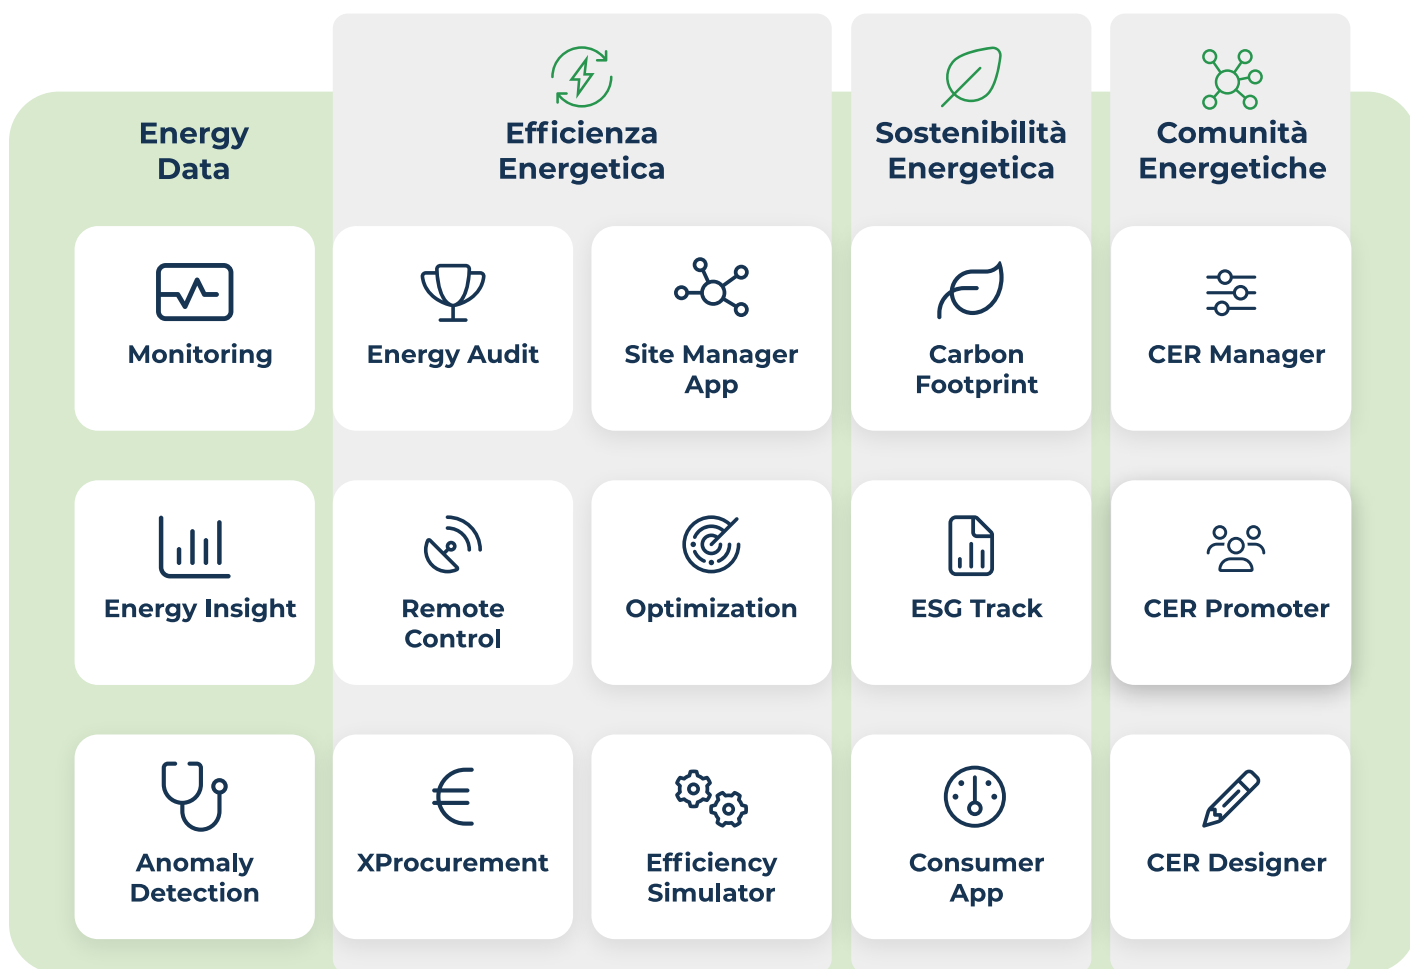 Energy
Data
Efficienza
Energetica
Sostenibilità
Energetica
Comunità
Energetiche
Monitoring
Energy Audit
Site Manager
App
Carbon
Footprint
CER Manager
Energy Insight
Remote
Control
Optimization
ESG Track
CER Promoter
Anomaly
Detection
XProcurement
Efficiency
Simulator
Consumer
App
CER Designer